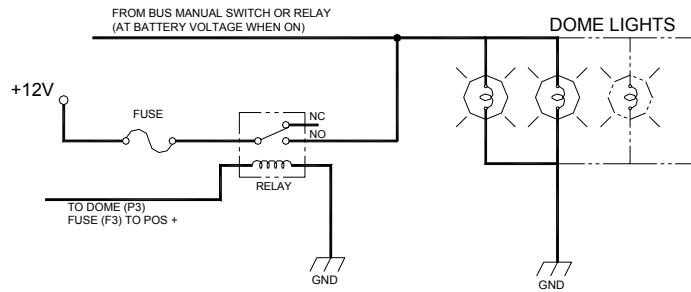 FROM BUS MANUAL SWITCH OR RELAY
(AT BATTERY VOLTAGE WHEN ON)
DOME LIGHTS
+12V
FUSE
NC
NO
RELAY
TO DOME (P3)
FUSE (F3) TO POS +
GND
GND